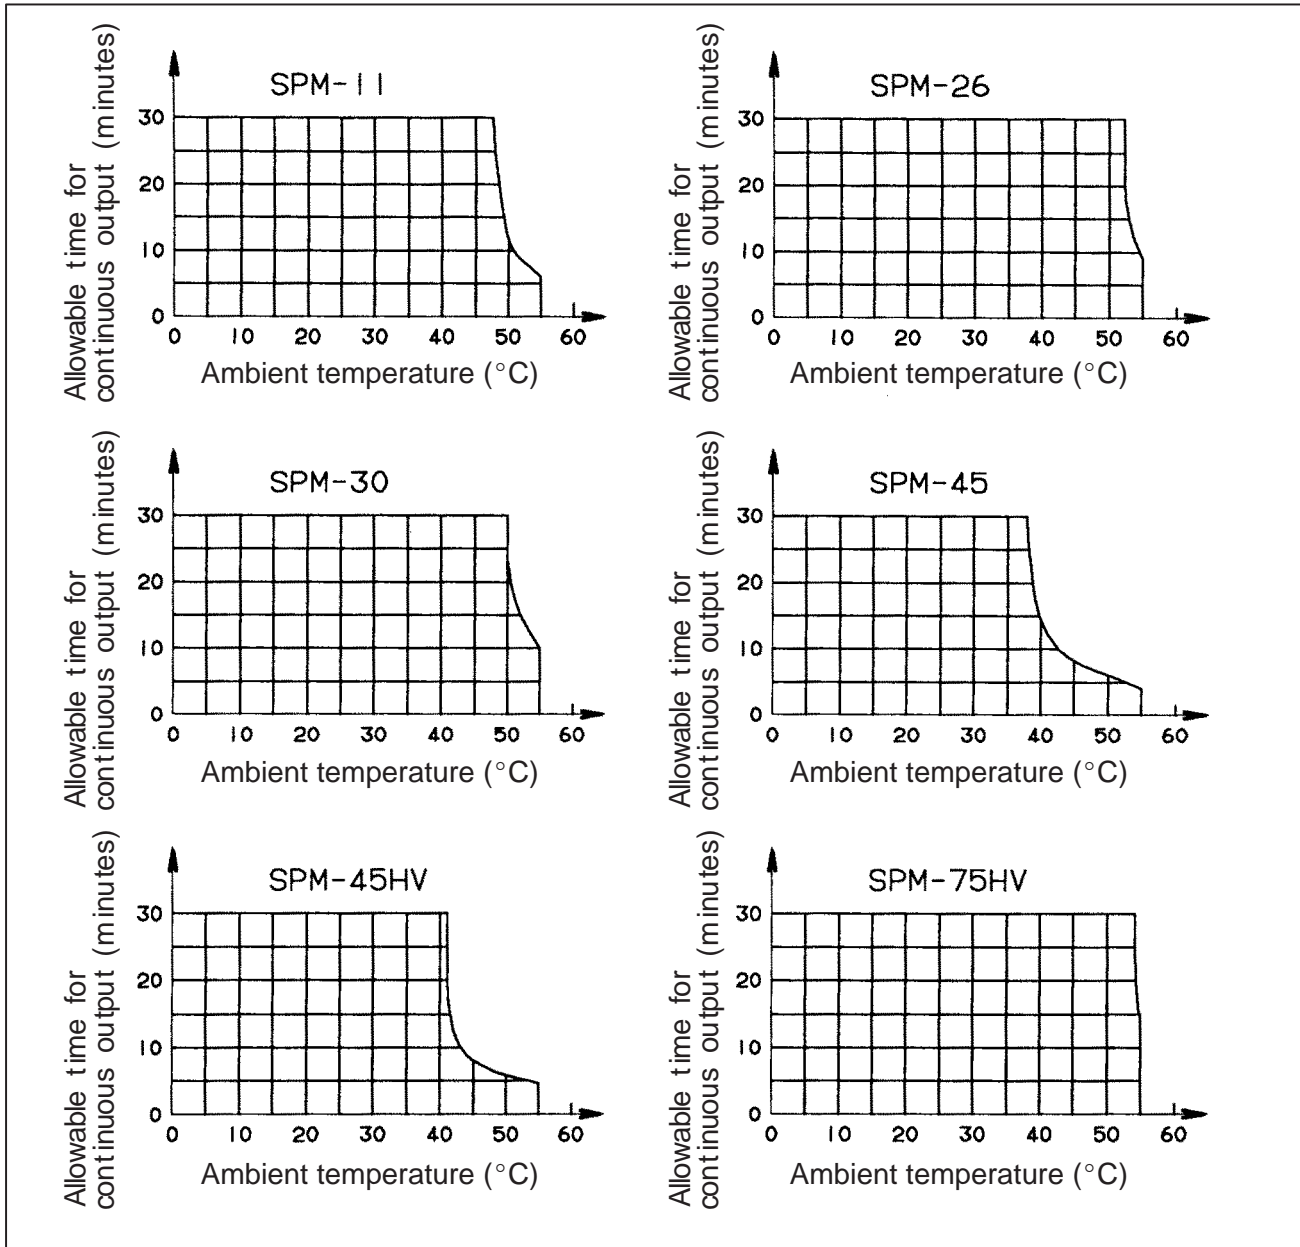 SPM-11
Allowable time for
continuous output (minutes)
30
20
10
0
0 10 20 30 40 50 60
Ambient temperature (°C)
SPM-26
Allowable time for
continuous output (minutes)
30
20
10
0
0 10 20 30 40 50 60
Ambient temperature (°C)
SPM-30
Allowable time for
continuous output (minutes)
30
20
10
0
0 10 20 30 40 50 60
Ambient temperature (°C)
SPM-45
Allowable time for
continuous output (minutes)
30
20
10
0
0 10 20 30 40 50 60
Ambient temperature (°C)
SPM-45HV
Allowable time for
continuous output (minutes)
30
20
10
0
0 10 20 30 40 50 60
Ambient temperature (°C)
SPM-75HV
Allowable time for
continuous output (minutes)
30
20
10
0
0 10 20 30 40 50 60
Ambient temperature (°C)